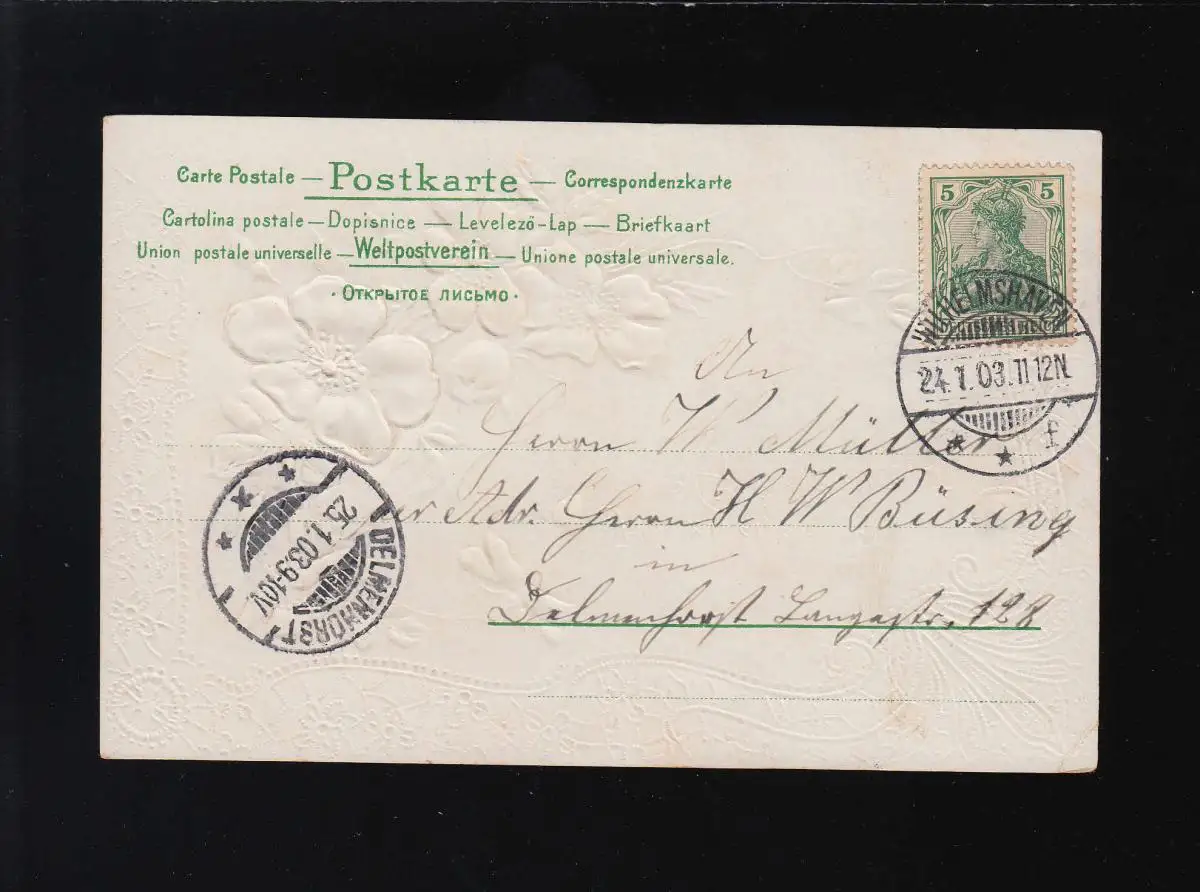 Carte Postale — Postkarte — Correspondenzkarte
Cartolina postale — Dopisnice — Levelező-Lap — Briefkaart
Union postale universelle — Weltpostverein — Unione postale universale.
· ОТКРЫТОЕ ПИСЬМО ·
5 5
REICH
WILHELMSHAVEN
24.1.03.11-12N.
* * f
An
Herrn W Müller
per Adr. Herrn H W Büsing
in
Delmenhorst Langestr. 128
DELMENHORST
25.1.03.9-10V.
* * *